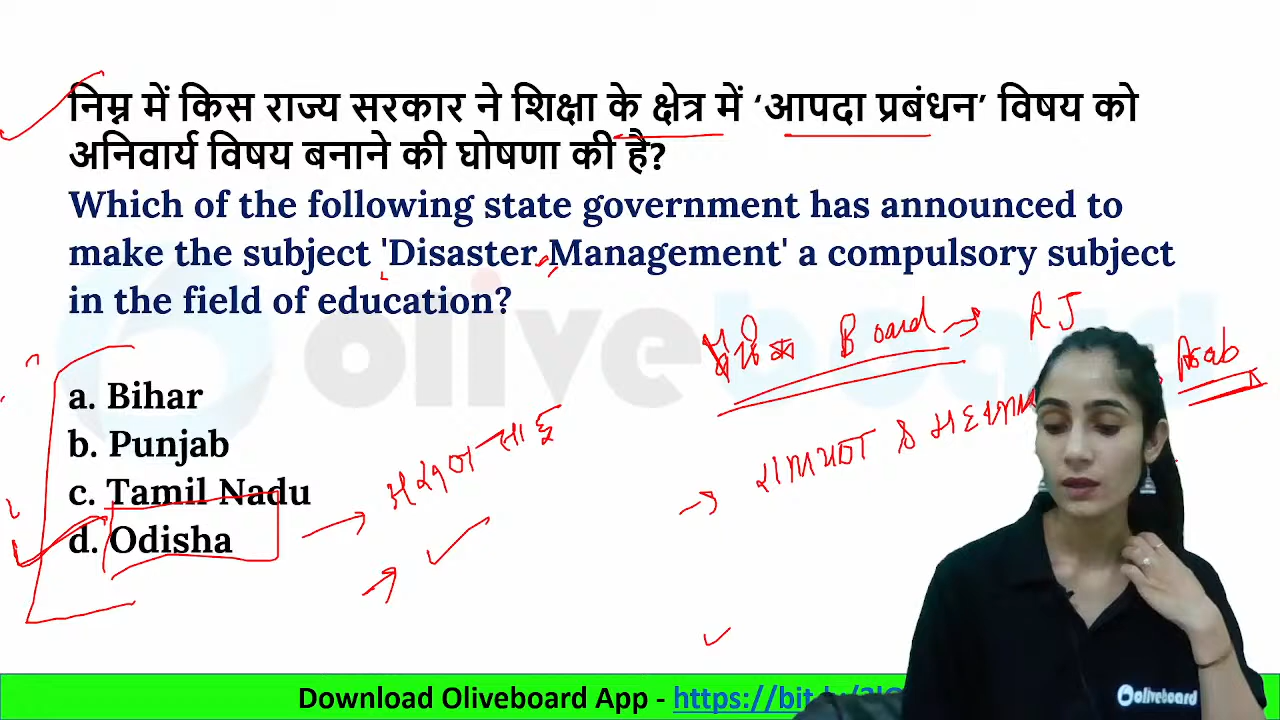 निम्न में किस राज्य सरकार ने शिक्षा के क्षेत्र में ‘आपदा प्रबंधन’ विषय को
अनिवार्य विषय बनाने की घोषणा की है?
Which of the following state government has announced to
make the subject 'Disaster Management' a compulsory subject
in the field of education?
Board RJ
a. Bihar
b. Punjab
c. Tamil Nadu
d. Odisha
oliveboard
Download Oliveboard App - https://bit.ly/